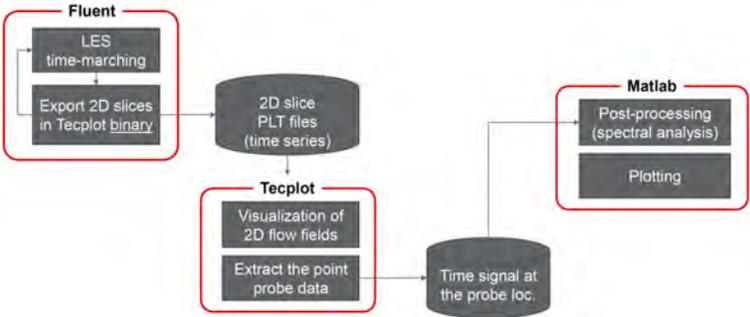 Fluent
LES
time-marching
Export 2D slices
in Tecplot binary
2D slice
PLT files
(time series)
Tecplot
Visualization of
2D flow fields
Extract the point
probe data
Time signal at
the probe loc.
Matlab
Post-processing
(spectral analysis)
Plotting